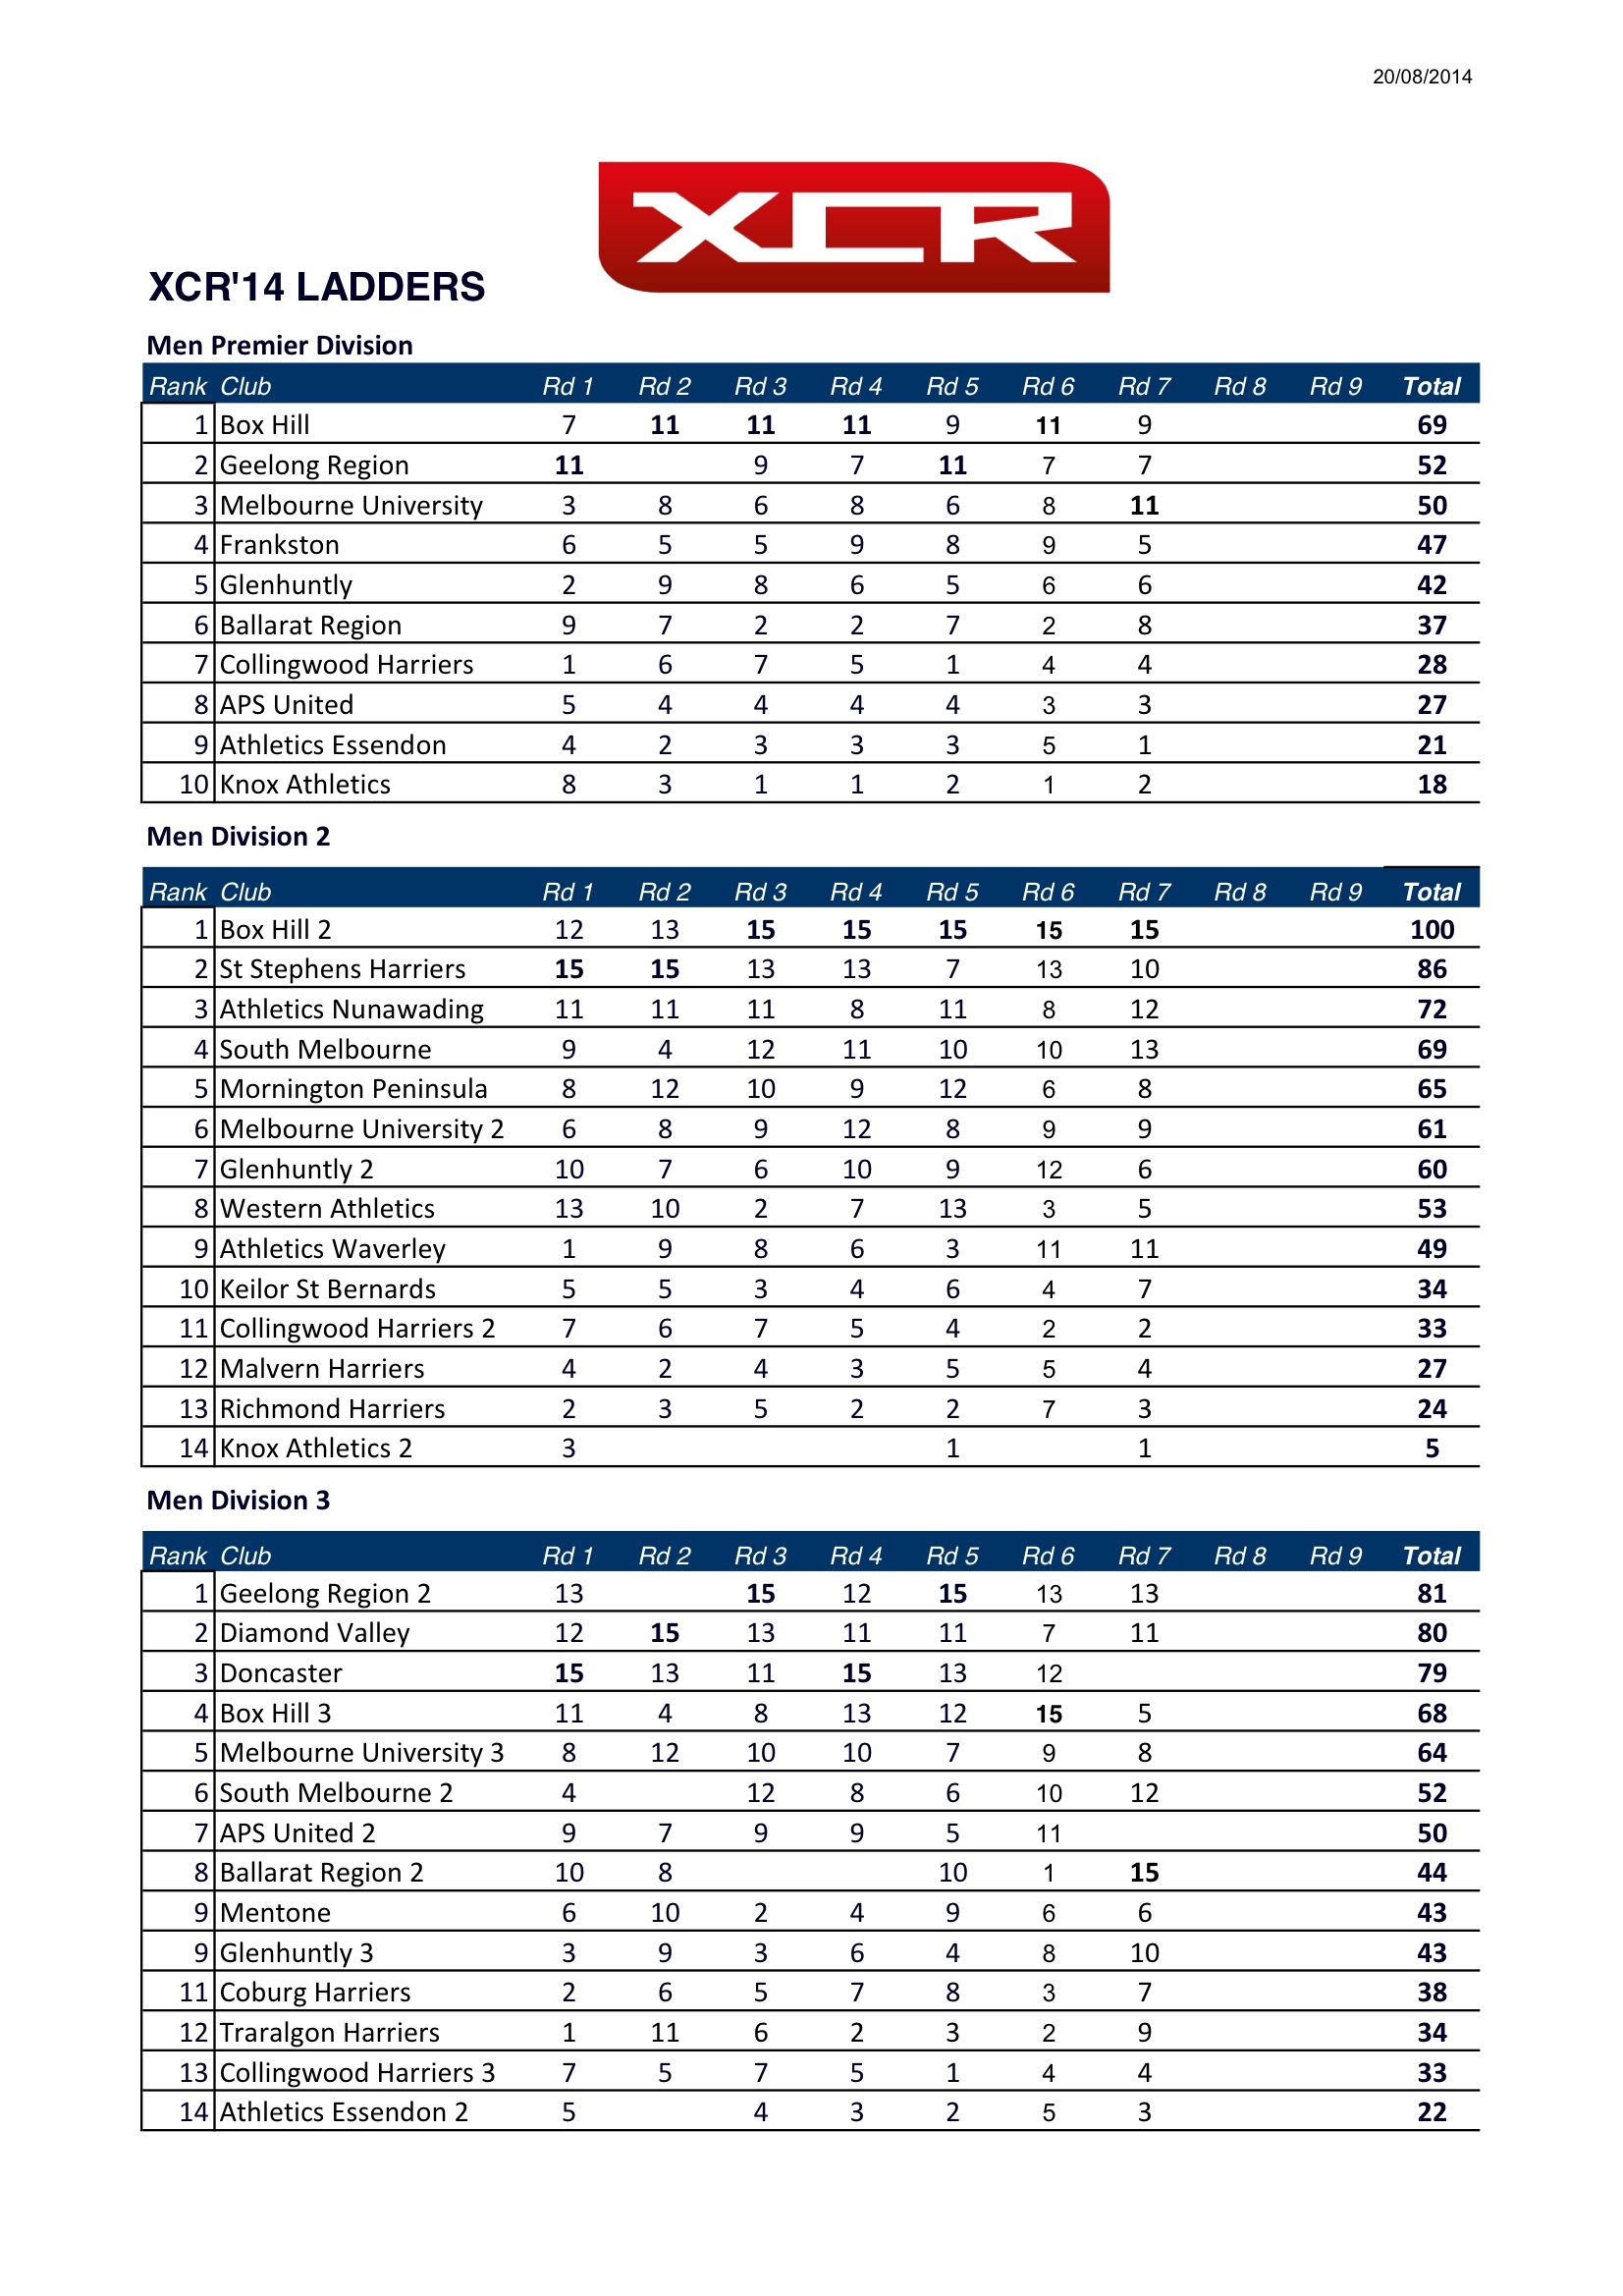 20/08/2014
XCR
XCR'14 LADDERS
Men Premier Division
Rank Club Rd 1 Rd 2 Rd 3 Rd 4 Rd 5 Rd 6 Rd 7 Rd 8 Rd 9 Total
1 Box Hill 7 11 11 11 9 11 9 69
2 Geelong Region 11 9 7 11 7 7 52
3 Melbourne University 3 8 6 8 6 8 11 50
4 Frankston 6 5 5 9 8 9 5 47
5 Glenhuntly 2 9 8 6 5 6 6 42
6 Ballarat Region 9 7 2 2 7 2 8 37
7 Collingwood Harriers 1 6 7 5 1 4 4 28
8 APS United 5 4 4 4 4 3 3 27
9 Athletics Essendon 4 2 3 3 3 5 1 21
10 Knox Athletics 8 3 1 1 2 1 2 18
Men Division 2
Rank Club Rd 1 Rd 2 Rd 3 Rd 4 Rd 5 Rd 6 Rd 7 Rd 8 Rd 9 Total
1 Box Hill 2 12 13 15 15 15 15 15 100
2 St Stephens Harriers 15 15 13 13 7 13 10 86
3 Athletics Nunawading 11 11 11 8 11 8 12 72
4 South Melbourne 9 4 12 11 10 10 13 69
5 Mornington Peninsula 8 12 10 9 12 6 8 65
6 Melbourne University 2 6 8 9 12 8 9 9 61
7 Glenhuntly 2 10 7 6 10 9 12 6 60
8 Western Athletics 13 10 2 7 13 3 5 53
9 Athletics Waverley 1 9 8 6 3 11 11 49
10 Keilor St Bernards 5 5 3 4 6 4 7 34
11 Collingwood Harriers 2 7 6 7 5 4 2 2 33
12 Malvern Harriers 4 2 4 3 5 5 4 27
13 Richmond Harriers 2 3 5 2 2 7 3 24
14 Knox Athletics 2 3 1 1 5
Men Division 3
Rank Club Rd 1 Rd 2 Rd 3 Rd 4 Rd 5 Rd 6 Rd 7 Rd 8 Rd 9 Total
1 Geelong Region 2 13 15 12 15 13 13 81
2 Diamond Valley 12 15 13 11 11 7 11 80
3 Doncaster 15 13 11 15 13 12 79
4 Box Hill 3 11 4 8 13 12 15 5 68
5 Melbourne University 3 8 12 10 10 7 9 8 64
6 South Melbourne 2 4 12 8 6 10 12 52
7 APS United 2 9 7 9 9 5 11 50
8 Ballarat Region 2 10 8 10 1 15 44
9 Mentone 6 10 2 4 9 6 6 43
9 Glenhuntly 3 3 9 3 6 4 8 10 43
11 Coburg Harriers 2 6 5 7 8 3 7 38
12 Traralgon Harriers 1 11 6 2 3 2 9 34
13 Collingwood Harriers 3 7 5 7 5 1 4 4 33
14 Athletics Essendon 2 5 4 3 2 5 3 22